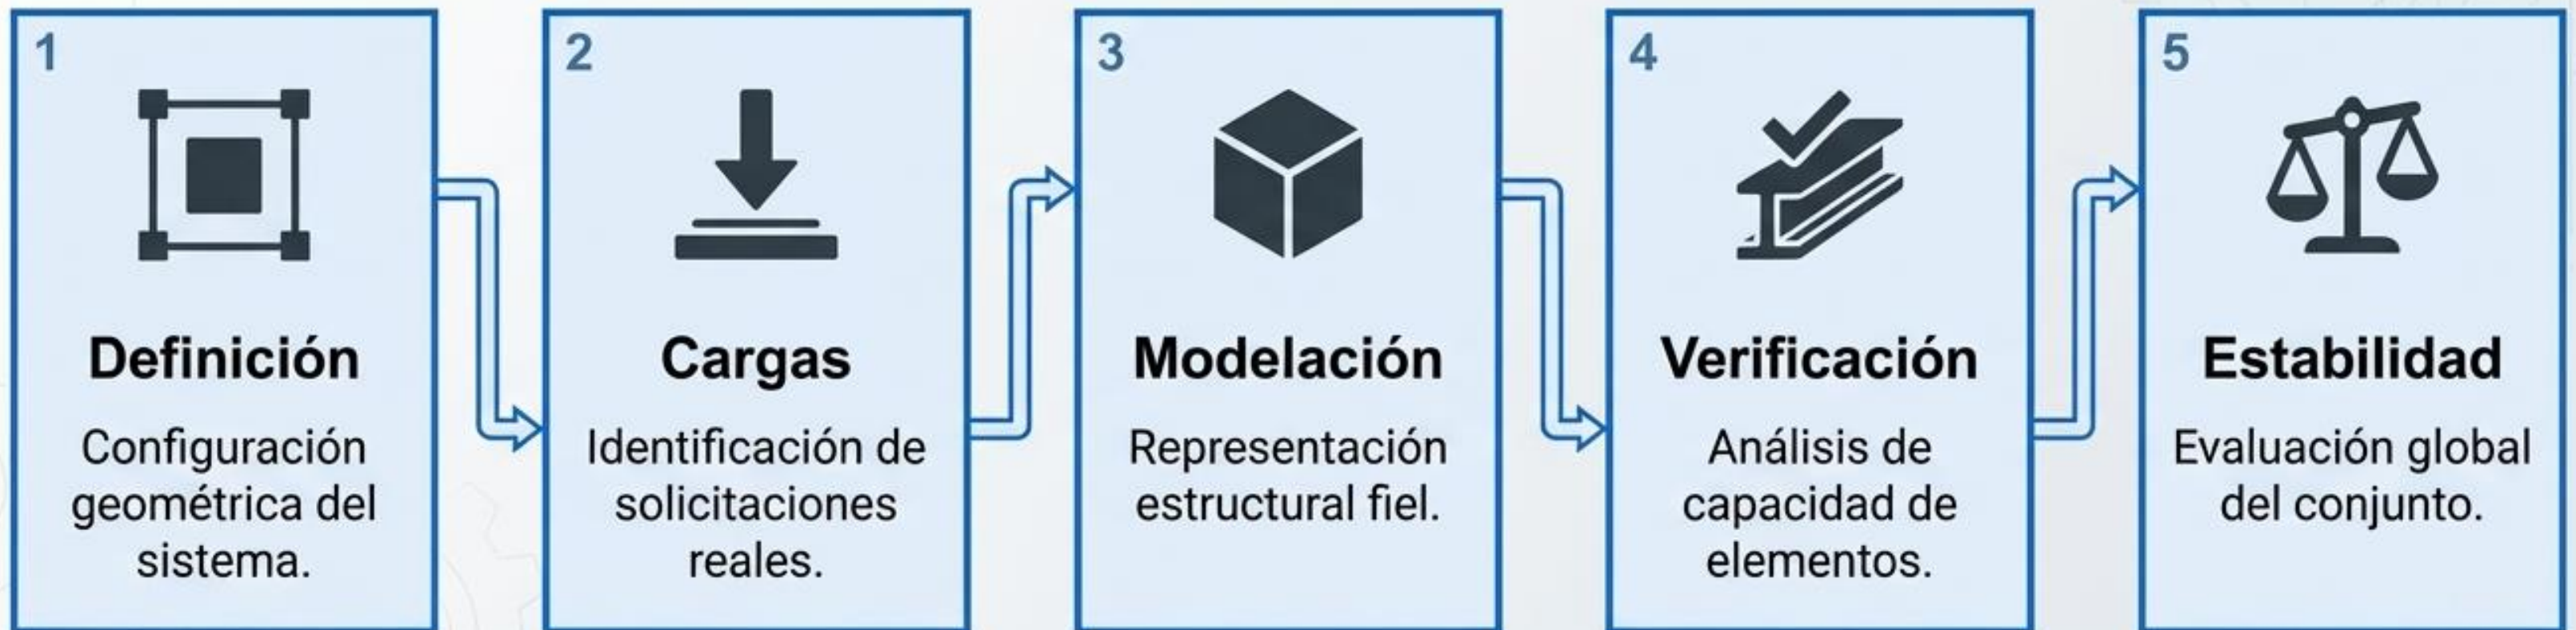 1
Definición
Configuración
geométrica del
sistema.
2
Cargas
Identificación de
solicitaciones
reales.
3
Modelación
Representación
estructural fiel.
4
Verificación
Análisis de
capacidad de
elementos.
5
Estabilidad
Evaluación global
del conjunto.